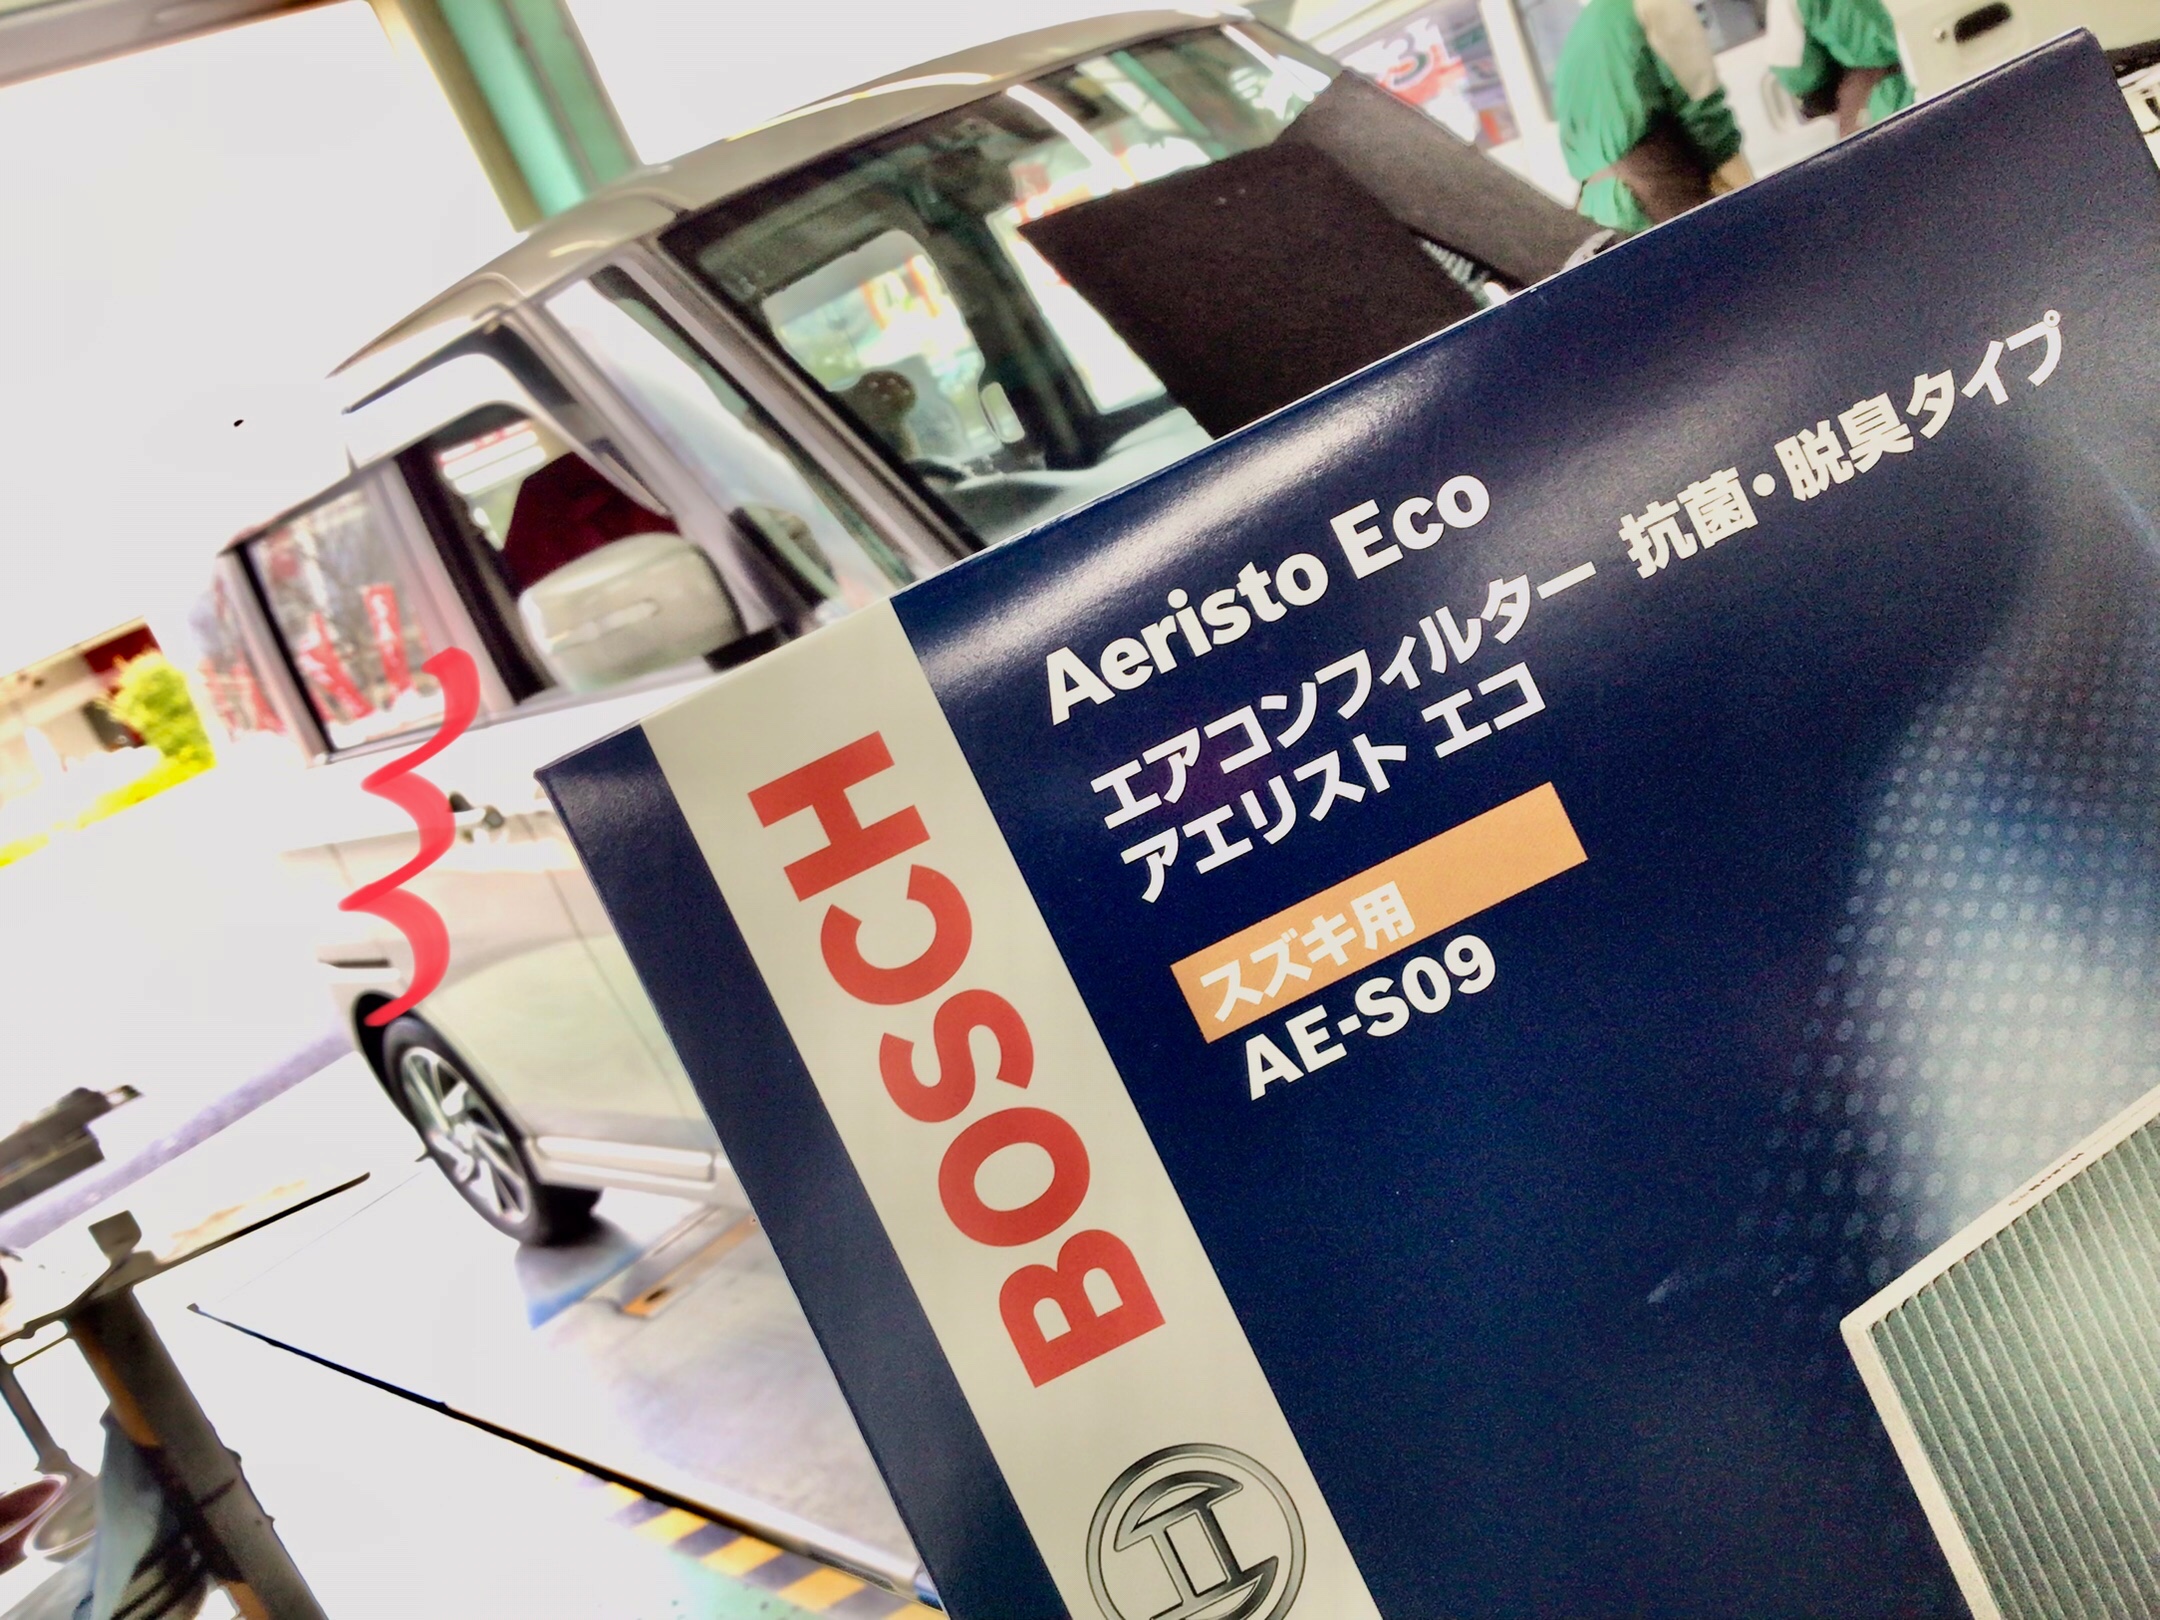 Aeristo Eco
エアコンフィルター 抗菌・脱臭タイプ
アエリスト エコ
スズキ用
AE-S09
BOSCH